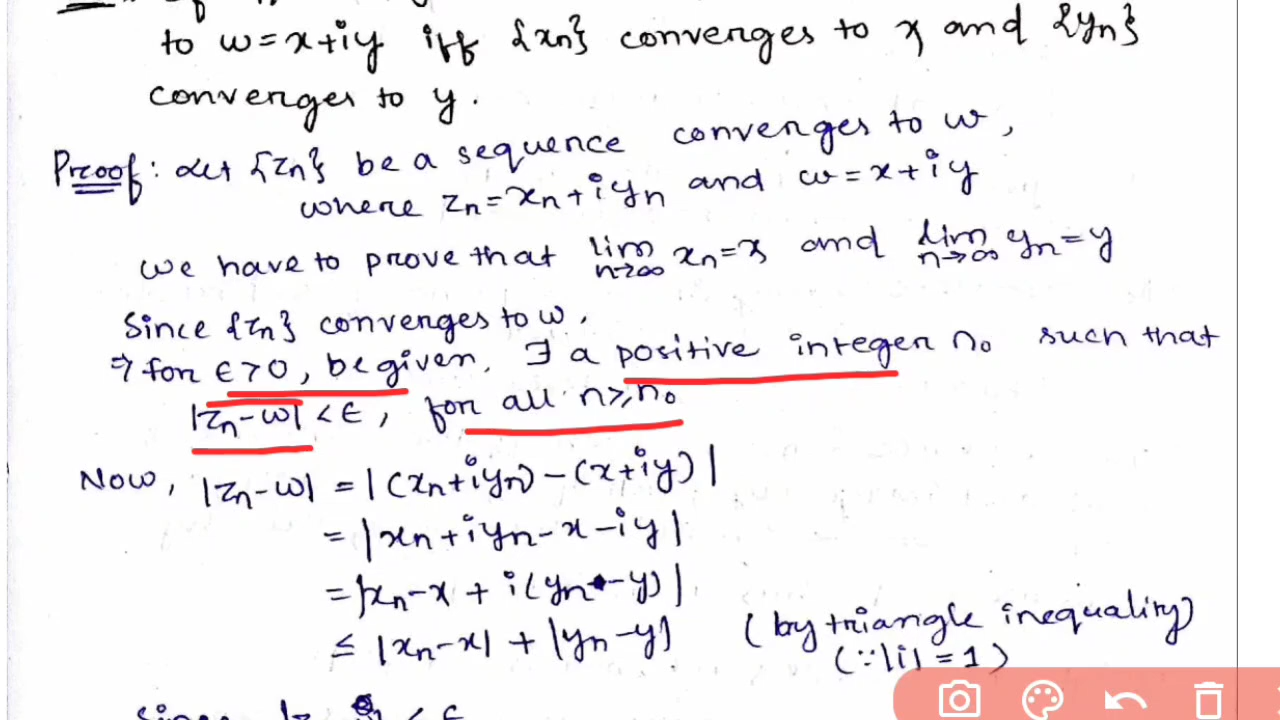 to w=x+iy iff {xn} converges to x and {yn}
converges to y.
Proof: Let {zn} be a sequence converges to w,
where zn=xn+iyn and w=x+iy
we have to prove that lim n→∞ xn=x and lim n→∞ yn=y
Since {zn} converges to w.
⇒ for ϵ>0, be given, ∃ a positive integer n₀ such that
|zn-w|<ϵ, for all n≥n₀
Now, |zn-w| = |(xn+iyn)-(x+iy)|
= |xn+iyn-x-iy|
= |xn-x + i(yn-y)|
≤ |xn-x| + |yn-y| (by triangle inequality)
(∵|i|=1)